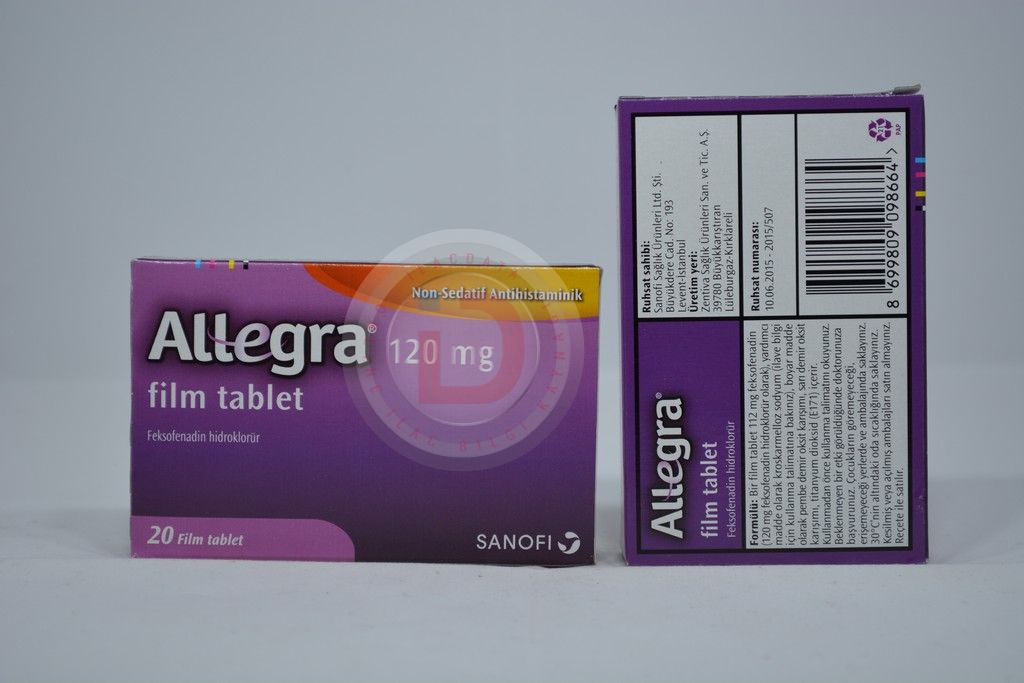 Non-Sedatif Antihistaminik
Allegra® 120 mg
film tablet
Feksofenadin hidroklorür
20 Film tablet
SANOFI
Ruhsat sahibi:
Sanofi Sağlık Ürünleri Ltd. Şti.
Büyükdere Cad. No: 193
Levent-İstanbul
Üretim yeri:
Zentiva Sağlık Ürünleri San. ve Tic. A.Ş.
39780 Büyükkarıştıran
Lüleburgaz-Kırklareli
Ruhsat numarası:
10.06.2015 - 2015/507
21
PAP
8 699809 098664 >
Allegra®
film tablet
Feksofenadin hidroklorür
Formülü: Bir film tablet 112 mg feksofenadin
(120 mg feksofenadin hidroklorür olarak), yardımcı
madde olarak kroskarmelloz sodyum (ilave bilgi
için kullanma talimatına bakınız), boyar madde
olarak pembe demir oksit karışımı, sarı demir oksit
karışımı, titanyum dioksid (E171) içerir.
Kullanmadan önce kullanma talimatını okuyunuz.
Beklenmeyen bir etki görüldüğünde doktorunuza
başvurunuz. Çocukların göremeyeceği,
erişemeyeceği yerlerde ve ambalajında saklayınız.
30°C'nin altındaki oda sıcaklığında saklayınız.
Kesilmiş veya açılmış ambalajları satın almayınız.
Reçete ile satılır.
İLAÇ BİLGİ KAYNA